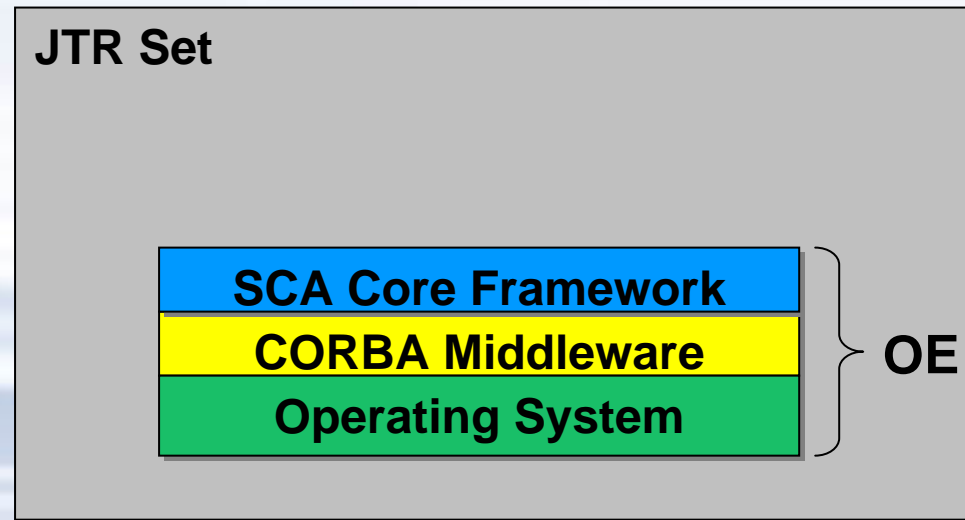 JTR Set
SCA Core Framework
CORBA Middleware
Operating System
OE